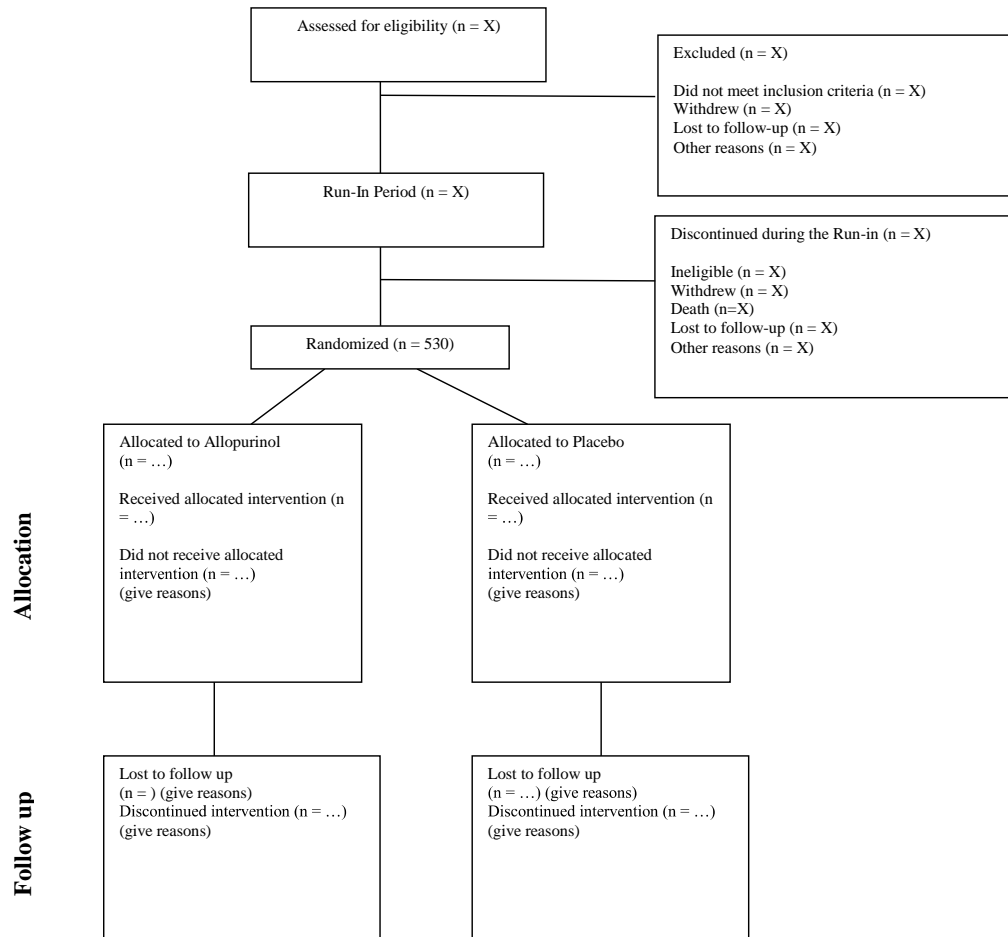 Assessed for eligibility (n = X)
Excluded (n = X)
Did not meet inclusion criteria (n = X)
Withdrew (n = X)
Lost to follow-up (n = X)
Other reasons (n = X)
Run-In Period (n = X)
Discontinued during the Run-in (n = X)
Ineligible (n = X)
Withdrew (n = X)
Death (n=X)
Lost to follow-up (n = X)
Other reasons (n = X)
Randomized (n = 530)
Allocation
Allocated to Allopurinol
(n = …)
Received allocated intervention (n
= …)
Did not receive allocated
intervention (n = …)
(give reasons)
Allocated to Placebo
(n = …)
Received allocated intervention (n
= …)
Did not receive allocated
intervention (n = …)
(give reasons)
Follow up
Lost to follow up
(n = ) (give reasons)
Discontinued intervention (n = …)
(give reasons)
Lost to follow up
(n = …) (give reasons)
Discontinued intervention (n = …)
(give reasons)